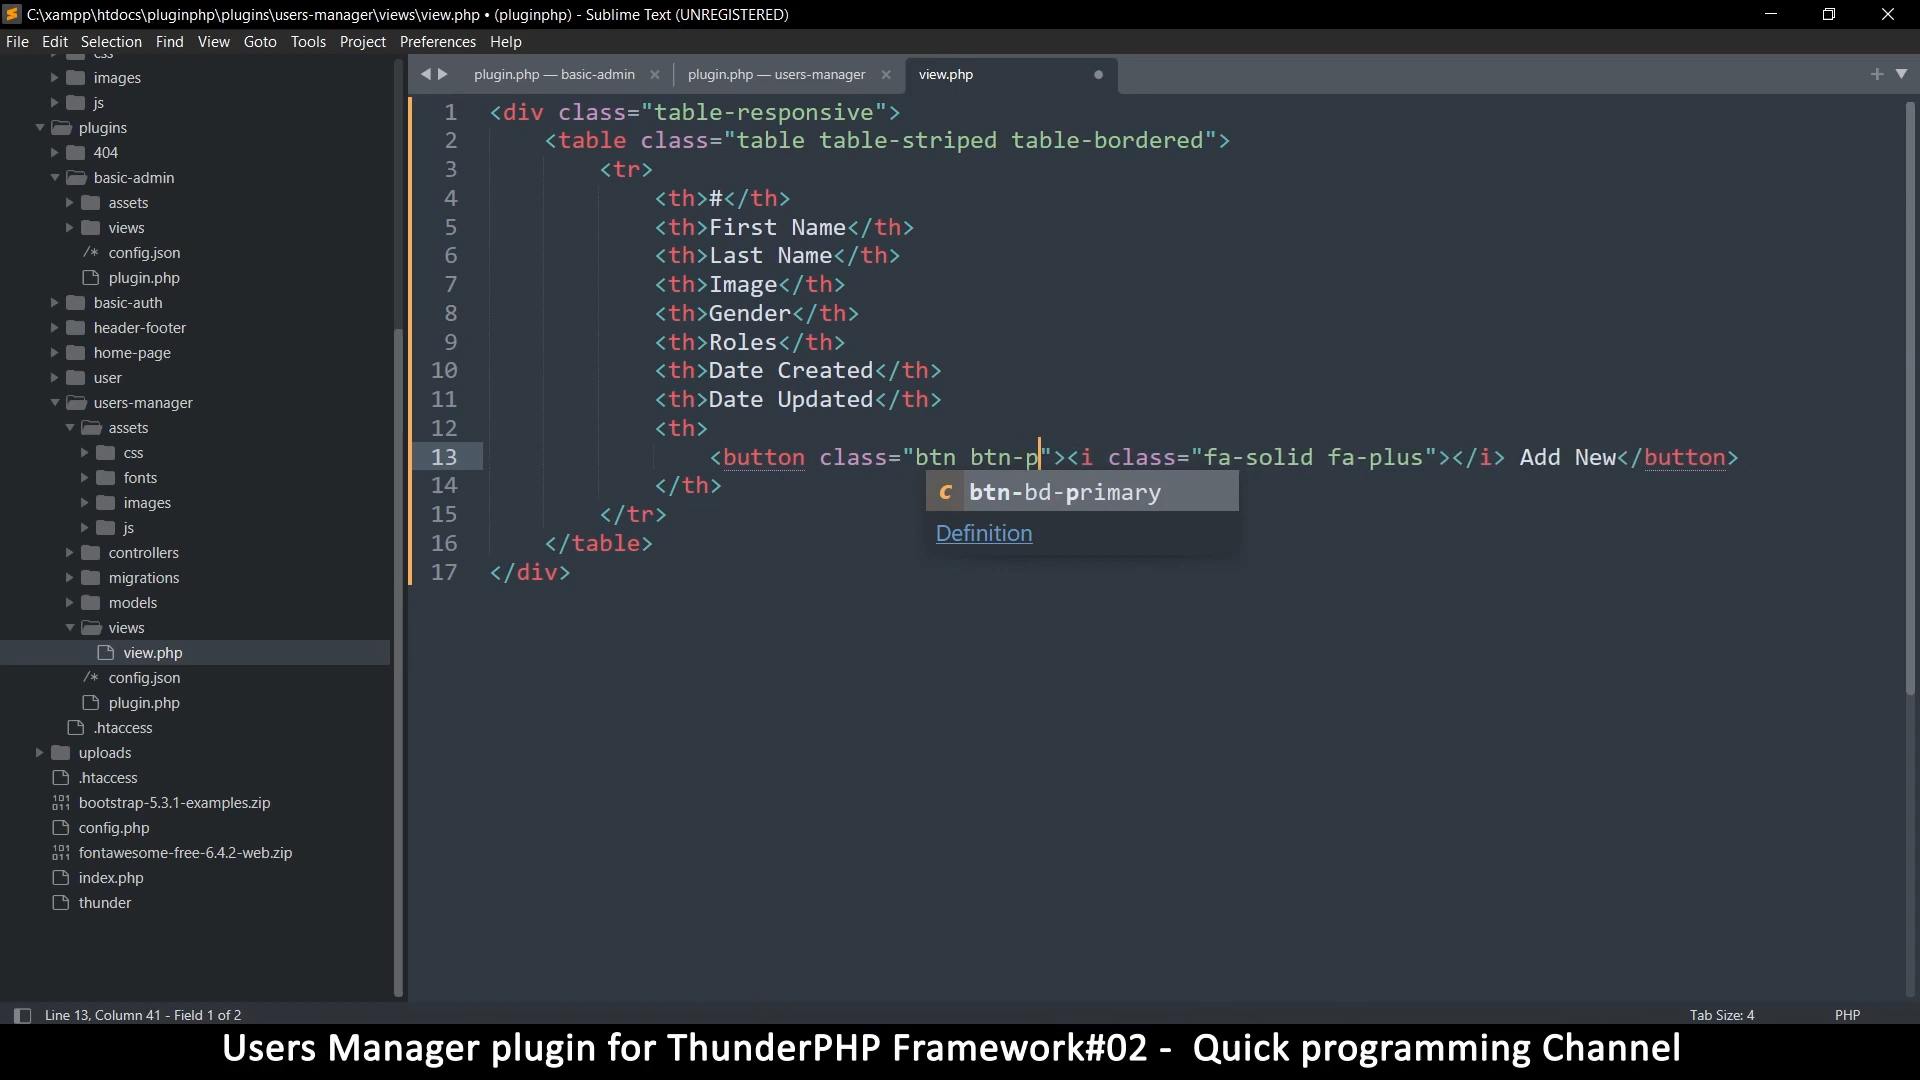 C:\xampp\htdocs\pluginphp\plugins\users-manager\views\view.php • (pluginphp) - Sublime Text (UNREGISTERED)
File Edit Selection Find View Goto Tools Project Preferences Help
css
images
js
plugins
404
basic-admin
assets
views
/* config.json
plugin.php
basic-auth
header-footer
home-page
user
users-manager
assets
css
fonts
images
js
controllers
migrations
models
views
view.php
/* config.json
plugin.php
.htaccess
uploads
.htaccess
bootstrap-5.3.1-examples.zip
config.php
fontawesome-free-6.4.2-web.zip
index.php
thunder
plugin.php — basic-admin × plugin.php — users-manager × view.php
1 <div class="table-responsive">
2 <table class="table table-striped table-bordered">
3 <tr>
4 <th>#</th>
5 <th>First Name</th>
6 <th>Last Name</th>
7 <th>Image</th>
8 <th>Gender</th>
9 <th>Roles</th>
10 <th>Date Created</th>
11 <th>Date Updated</th>
12 <th>
13 <button class="btn btn-p"><i class="fa-solid fa-plus"></i> Add New</button>
c btn-bd-primary
Definition
14 </th>
15 </tr>
16 </table>
17 </div>
Line 13, Column 41 - Field 1 of 2 Tab Size: 4 PHP
Users Manager plugin for ThunderPHP Framework#02 - Quick programming Channel